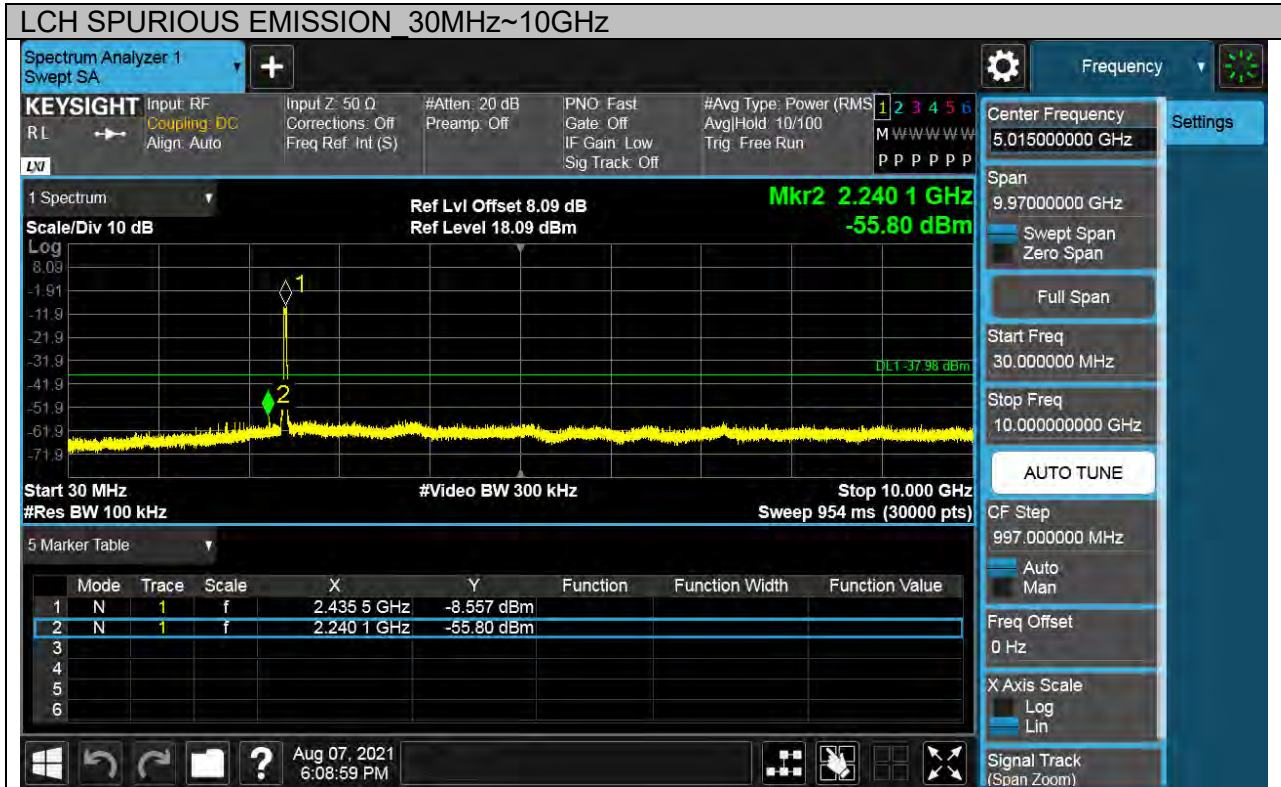 LCH SPURIOUS EMISSION_30MHz~10GHz
Spectrum Analyzer 1
Swept SA
+
Frequency
KEYSIGHT Input: RF Input Z: 50 Ω #Atten: 20 dB PNO: Fast #Avg Type: Power (RMS 1 2 3 4 5 6
RL Coupling: DC Corrections: Off Preamp: Off Gate: Off Avg|Hold: 10/100 M W W W W W
Align: Auto Freq Ref: Int (S) IF Gain: Low Trig: Free Run
LXI Sig Track: Off P P P P P P
1 Spectrum
Ref Lvl Offset 8.09 dB
Mkr2 2.240 1 GHz
Scale/Div 10 dB
Ref Level 18.09 dBm
-55.80 dBm
Log
8.09
-1.91
-11.9
-21.9
-31.9
-41.9
-51.9
-61.9
-71.9
1
2
DL1 -37.98 dBm
Start 30 MHz #Video BW 300 kHz Stop 10.000 GHz
#Res BW 100 kHz Sweep 954 ms (30000 pts)
5 Marker Table
Mode Trace Scale X Y Function Function Width Function Value
1 N 1 f 2.435 5 GHz -8.557 dBm
2 N 1 f 2.240 1 GHz -55.80 dBm
3
4
5
6
?
Aug 07, 2021
6:08:59 PM
Center Frequency
5.015000000 GHz
Settings
Span
9.97000000 GHz
Swept Span
Zero Span
Full Span
Start Freq
30.000000 MHz
Stop Freq
10.000000000 GHz
AUTO TUNE
CF Step
997.000000 MHz
Auto
Man
Freq Offset
0 Hz
X Axis Scale
Log
Lin
Signal Track
(Span Zoom)